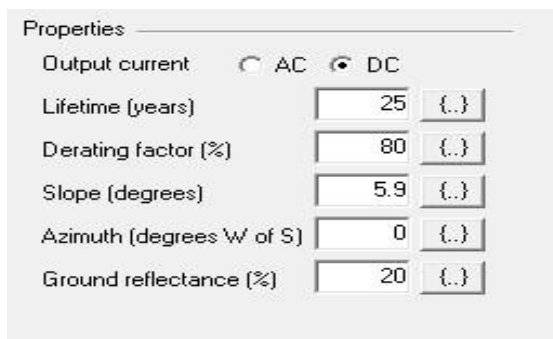 Properties
Output current AC DC
Lifetime (years) 25 {..}
Derating factor (%) 80 {..}
Slope (degrees) 5.9 {..}
Azimuth (degrees W of S) 0 {..}
Ground reflectance (%) 20 {..}